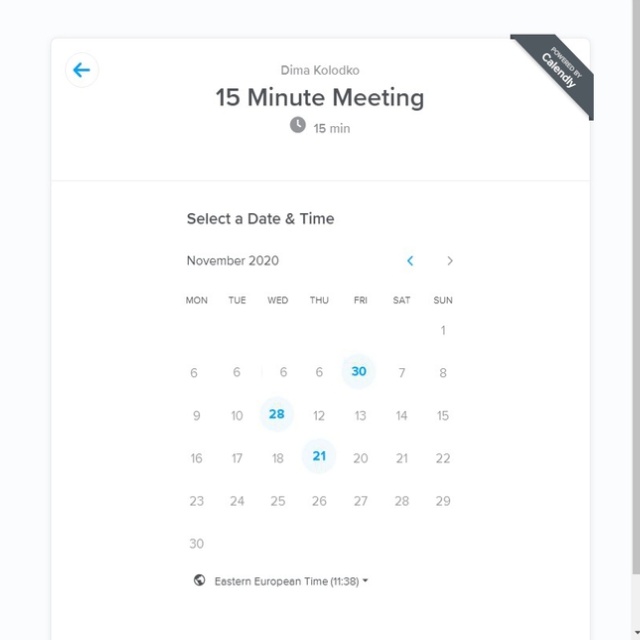 POWERED BY
Calendly
Dima Kolodko
15 Minute Meeting
15 min
Select a Date & Time
November 2020
MON TUE WED THU FRI SAT SUN
1
6 6 6 6 30 7 8
9 10 28 12 13 14 15
16 17 18 21 20 21 22
23 24 25 26 27 28 29
30
Eastern European Time (11:38)